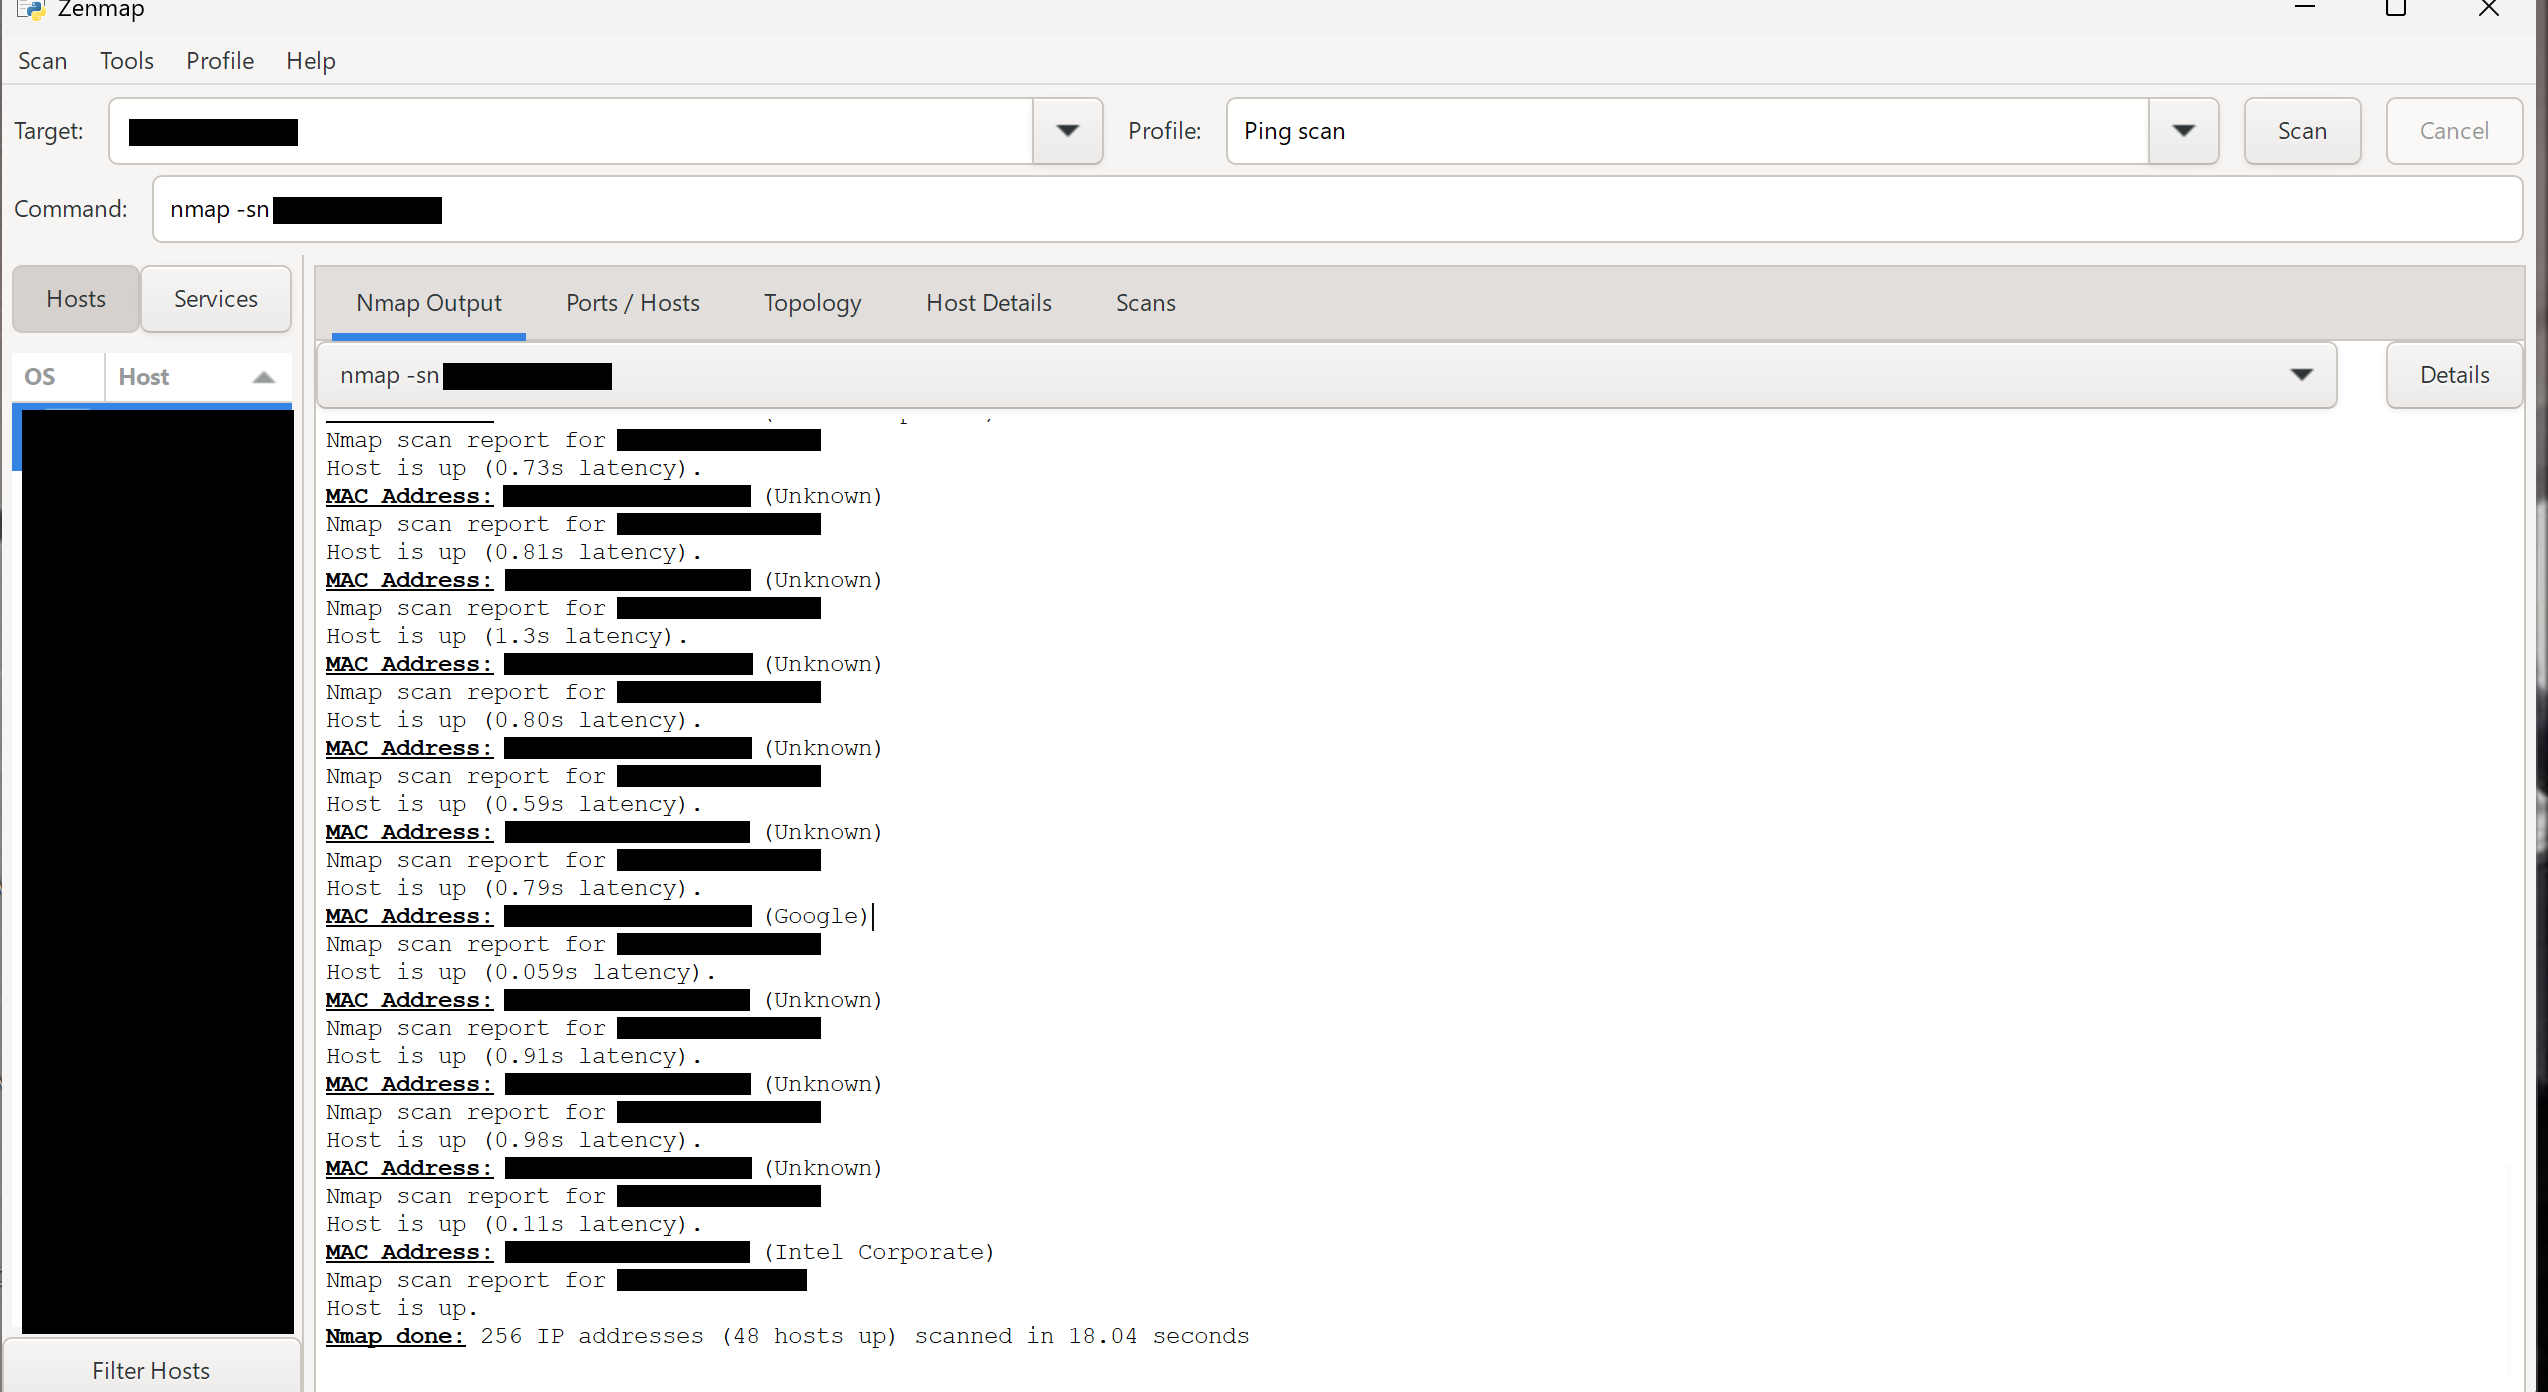 Zenmap
Scan Tools Profile Help
Target: Profile: Ping scan Scan Cancel
Command: nmap -sn
Hosts Services
Nmap Output Ports / Hosts Topology Host Details Scans
OS Host
nmap -sn Details
Nmap scan report for
Host is up (0.73s latency).
MAC Address: (Unknown)
Nmap scan report for
Host is up (0.81s latency).
MAC Address: (Unknown)
Nmap scan report for
Host is up (1.3s latency).
MAC Address: (Unknown)
Nmap scan report for
Host is up (0.80s latency).
MAC Address: (Unknown)
Nmap scan report for
Host is up (0.59s latency).
MAC Address: (Unknown)
Nmap scan report for
Host is up (0.79s latency).
MAC Address: (Google)
Nmap scan report for
Host is up (0.059s latency).
MAC Address: (Unknown)
Nmap scan report for
Host is up (0.91s latency).
MAC Address: (Unknown)
Nmap scan report for
Host is up (0.98s latency).
MAC Address: (Unknown)
Nmap scan report for
Host is up (0.11s latency).
MAC Address: (Intel Corporate)
Nmap scan report for
Host is up.
Nmap done: 256 IP addresses (48 hosts up) scanned in 18.04 seconds
Filter Hosts